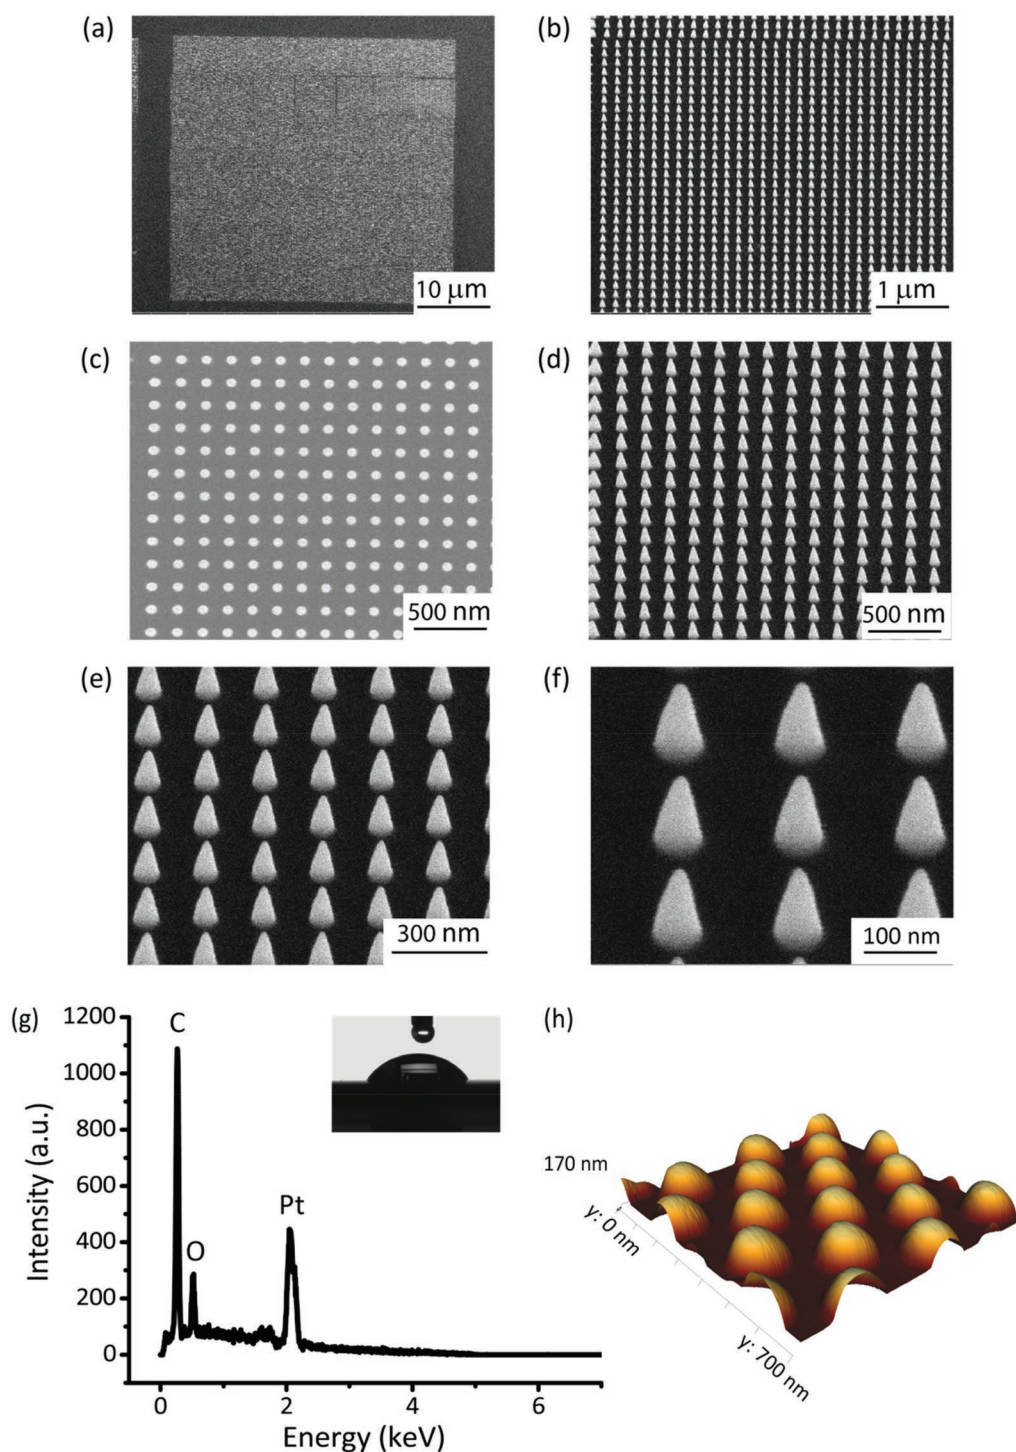 (a)
10 μm
(b)
1 μm
(c)
500 nm
(d)
500 nm
(e)
300 nm
(f)
100 nm
(g)
1200
1000
800
600
400
200
0
Intensity (a.u.)
C
O
Pt
0 2 4 6
Energy (keV)
(h)
170 nm
y: 0 nm
y: 700 nm